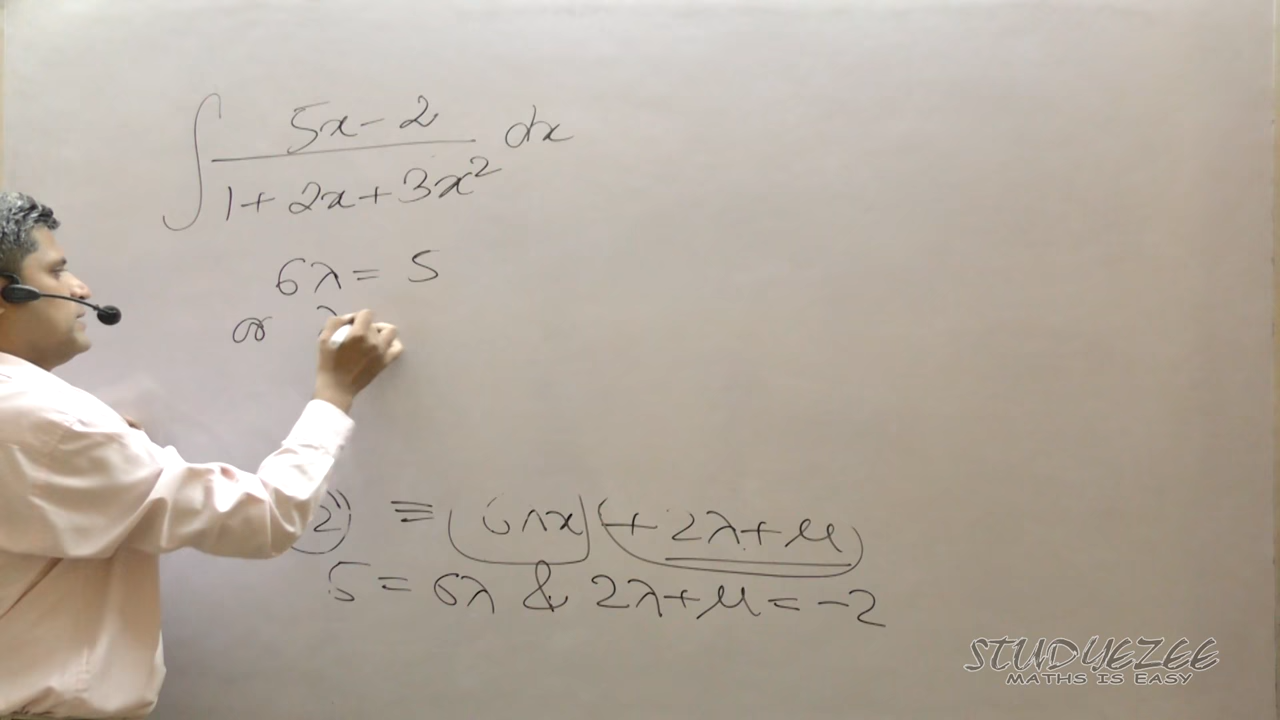 ∫ (5x-2)/(1+2x+3x²) dx
6λ = 5
or λ
2) ≡ (6λx) (+ 2λ+μ)
5 = 6λ & 2λ+μ = -2
STUDYEZEE
MATHS IS EASY